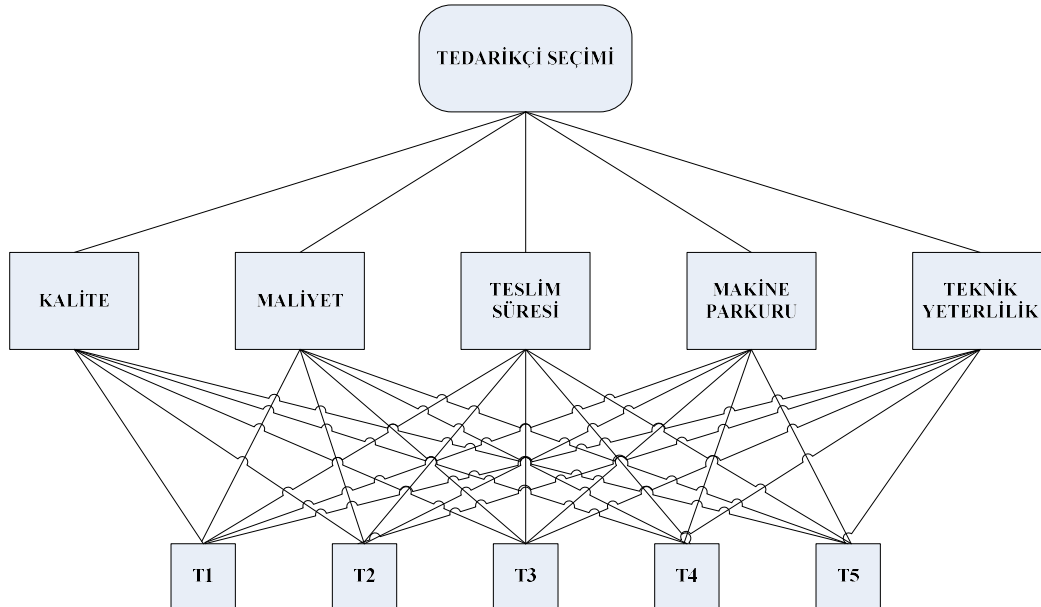 TEDARİKÇİ SEÇİMİ
KALİTE
MALİYET
TESLİM
SÜRESİ
MAKİNE
PARKURU
TEKNİK
YETERLİLİK
T1
T2
T3
T4
T5